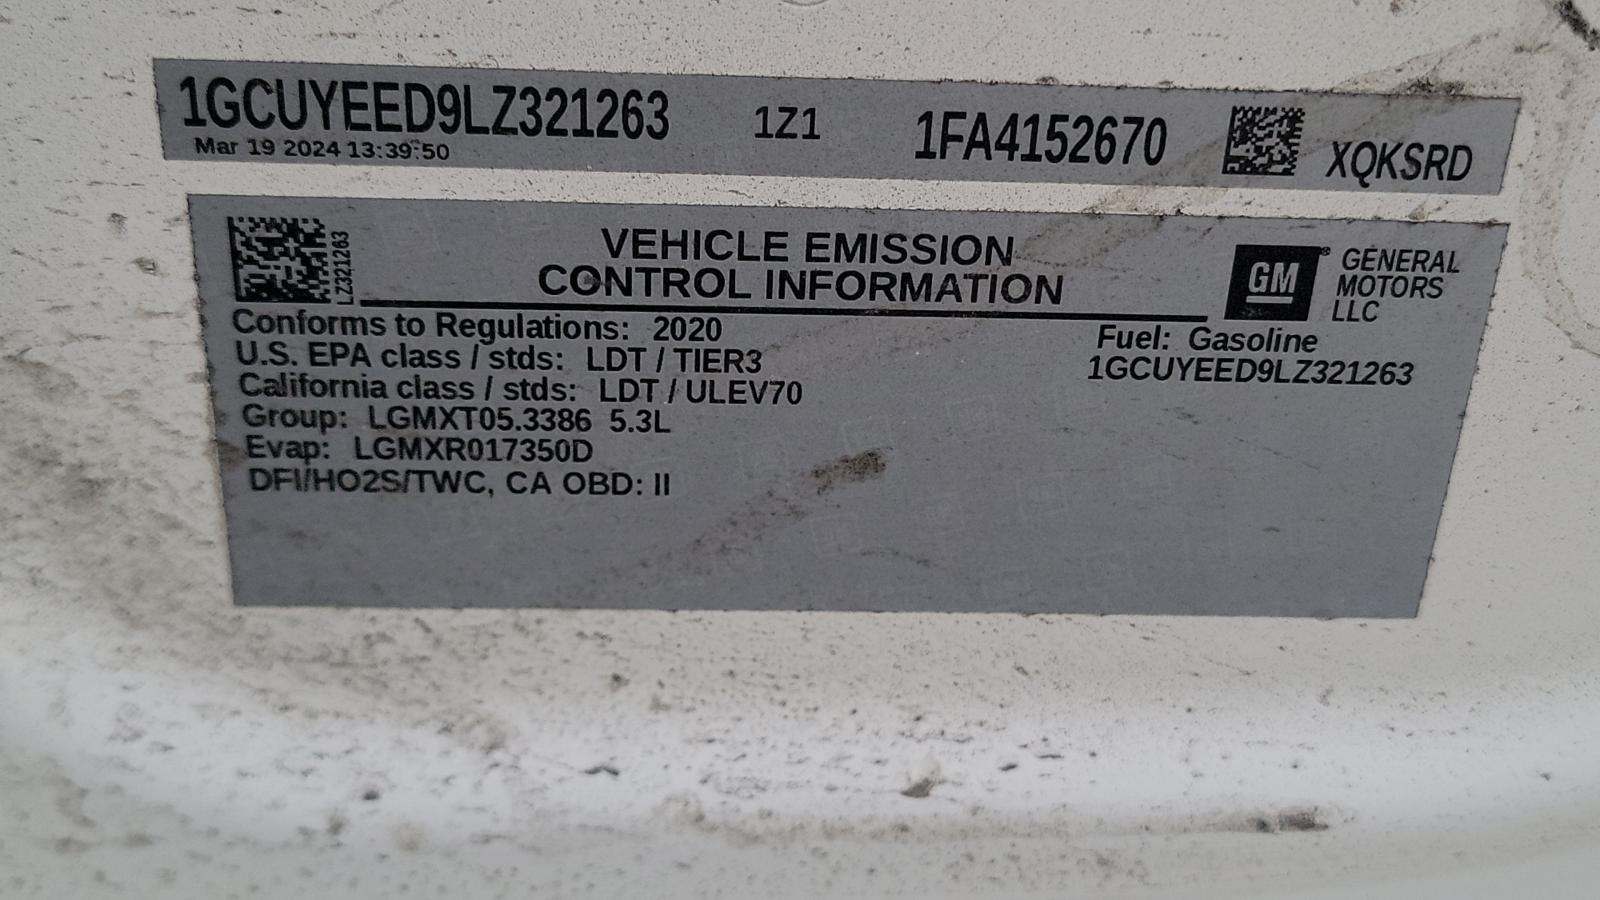 1GCUYEED9LZ321263 1Z1 1FA4152670 XQKSRD
Mar 19 2024 13:39:50
LZ321263
VEHICLE EMISSION
CONTROL INFORMATION
GM
GENERAL
MOTORS
LLC
Conforms to Regulations: 2020
U.S. EPA class / stds: LDT / TIER3
California class / stds: LDT / ULEV70
Group: LGMXT05.3386 5.3L
Evap: LGMXR017350D
DFI/HO2S/TWC, CA OBD: II
Fuel: Gasoline
1GCUYEED9LZ321263